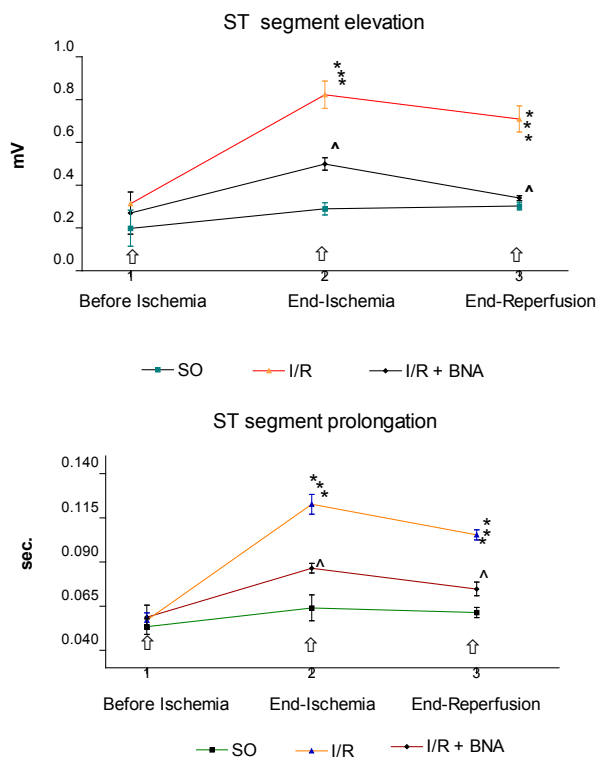 ST segment elevation
1.0
0.8
0.6
0.4
0.2
0.0
mV
***
^
***
^
1 2 3
Before Ischemia End-Ischemia End-Reperfusion
SO I/R I/R + BNA
ST segment prolongation
0.140
0.115
0.090
0.065
0.040
sec.
***
^
***
^
1 2 3
Before Ischemia End-Ischemia End-Reperfusion
SO I/R I/R + BNA